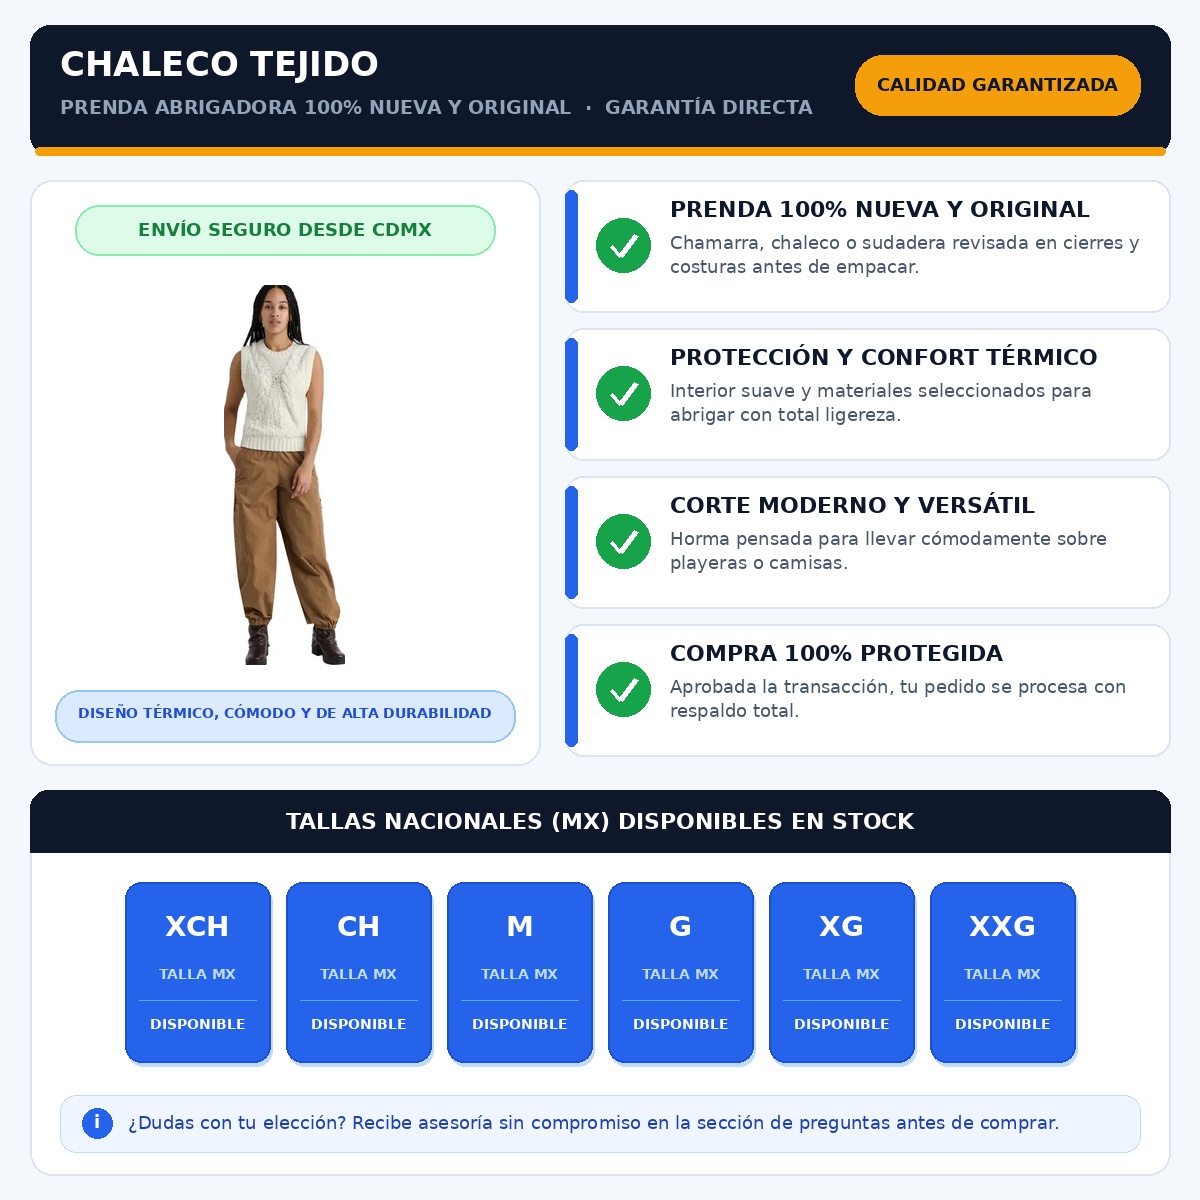 CHALECO TEJIDO
PRENDA ABRIGADORA 100% NUEVA Y ORIGINAL · GARANTÍA DIRECTA
CALIDAD GARANTIZADA
ENVÍO SEGURO DESDE CDMX
DISEÑO TÉRMICO, CÓMODO Y DE ALTA DURABILIDAD
PRENDA 100% NUEVA Y ORIGINAL
Chamarra, chaleco o sudadera revisada en cierres y
costuras antes de empacar.
PROTECCIÓN Y CONFORT TÉRMICO
Interior suave y materiales seleccionados para
abrigar con total ligereza.
CORTE MODERNO Y VERSÁTIL
Horma pensada para llevar cómodamente sobre
playeras o camisas.
COMPRA 100% PROTEGIDA
Aprobada la transacción, tu pedido se procesa con
respaldo total.
TALLAS NACIONALES (MX) DISPONIBLES EN STOCK
XCH
TALLA MX
DISPONIBLE
CH
TALLA MX
DISPONIBLE
M
TALLA MX
DISPONIBLE
G
TALLA MX
DISPONIBLE
XG
TALLA MX
DISPONIBLE
XXG
TALLA MX
DISPONIBLE
i ¿Dudas con tu elección? Recibe asesoría sin compromiso en la sección de preguntas antes de comprar.